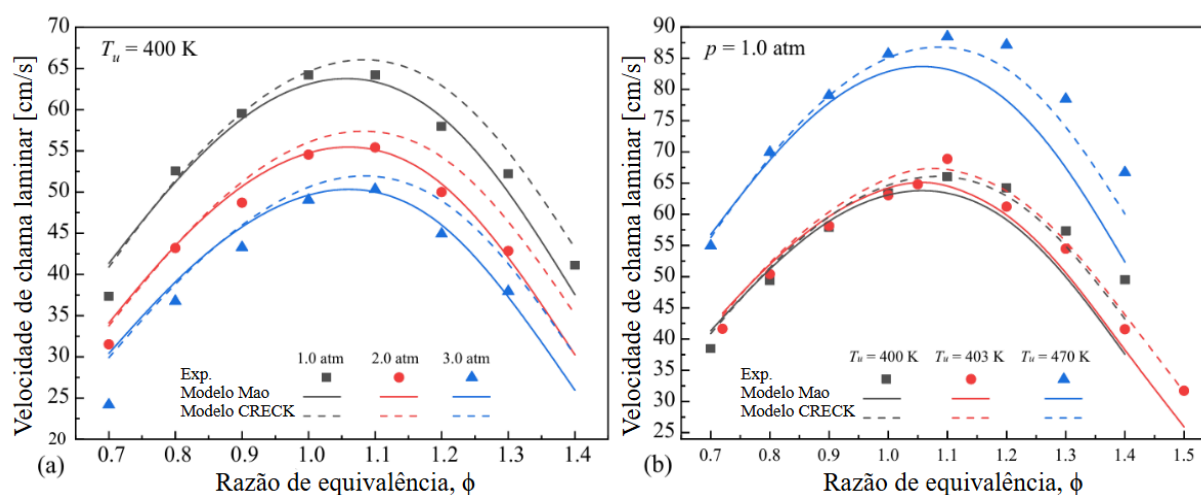 Velocidade de chama laminar [cm/s]
70
65
60
55
50
45
40
35
30
25
20
T_u = 400 K
1.0 atm 2.0 atm 3.0 atm
Exp.
Modelo Mao
Modelo CRECK
0.7 0.8 0.9 1.0 1.1 1.2 1.3 1.4
(a)
Razão de equivalência, ϕ
Velocidade de chama laminar [cm/s]
90
85
80
75
70
65
60
55
50
45
40
35
30
25
p = 1.0 atm
T_u = 400 K T_u = 403 K T_u = 470 K
Exp.
Modelo Mao
Modelo CRECK
0.7 0.8 0.9 1.0 1.1 1.2 1.3 1.4 1.5
(b)
Razão de equivalência, ϕ